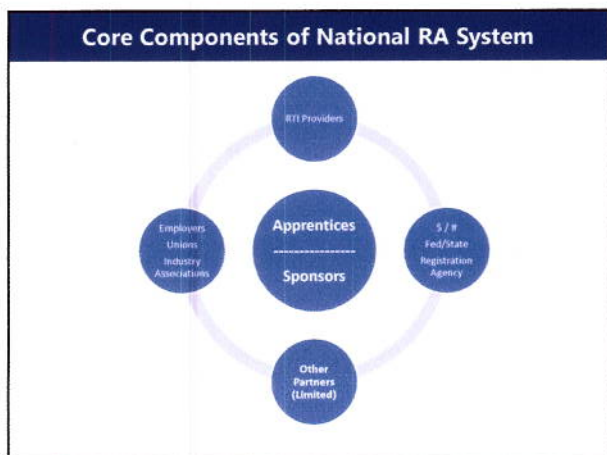 Core Components of National RA System
RTI Providers
Employers
Unions
Industry
Associations
Apprentices
----------------
Sponsors
$ / #
Fed/State
Registration
Agency
Other
Partners
(Limited)